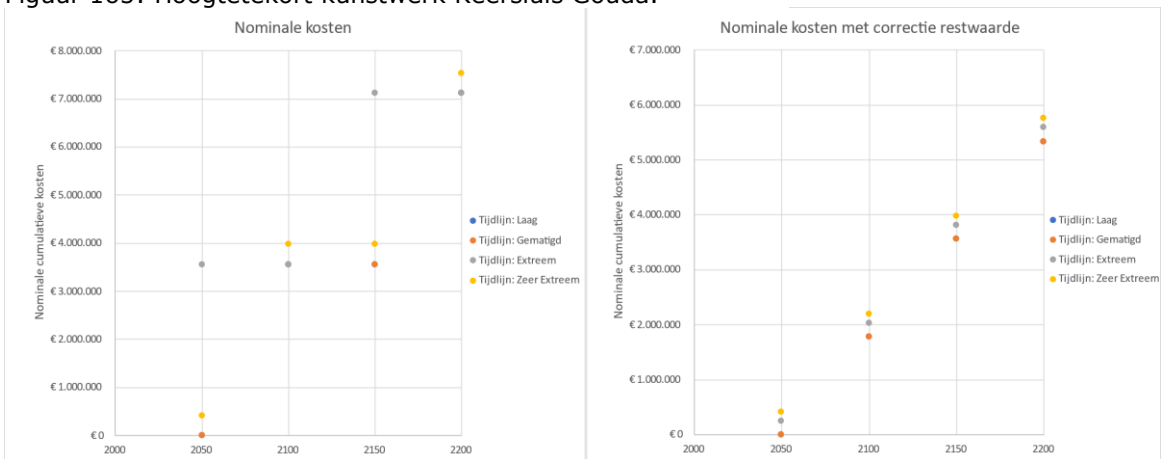 Figuur 165: Hoogtetekort kunstwerk Keersluis Gouda.
Nominale kosten
Nominale cumulatieve kosten
€ 8.000.000
€ 7.000.000
€ 6.000.000
€ 5.000.000
€ 4.000.000
€ 3.000.000
€ 2.000.000
€ 1.000.000
€ 0
2000 2050 2100 2150 2200
Tijdlijn: Laag
Tijdlijn: Gematigd
Tijdlijn: Extreem
Tijdlijn: Zeer Extreem
Nominale kosten met correctie restwaarde
Nominale cumulatieve kosten
€ 7.000.000
€ 6.000.000
€ 5.000.000
€ 4.000.000
€ 3.000.000
€ 2.000.000
€ 1.000.000
€ 0
2000 2050 2100 2150 2200
Tijdlijn: Laag
Tijdlijn: Gematigd
Tijdlijn: Extreem
Tijdlijn: Zeer Extreem